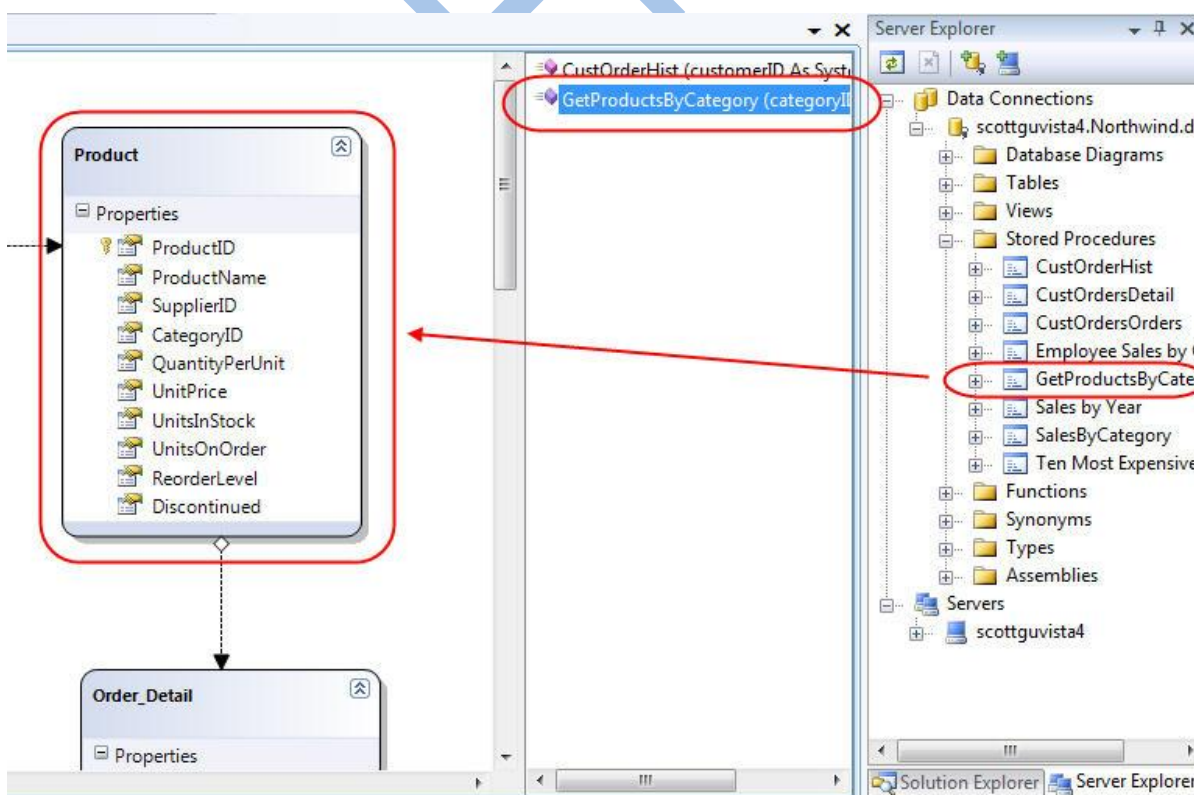 Product
Properties
ProductID
ProductName
SupplierID
CategoryID
QuantityPerUnit
UnitPrice
UnitsInStock
UnitsOnOrder
ReorderLevel
Discontinued
Order_Detail
Properties
CustOrderHist (customerID As Syst
GetProductsByCategory (categoryI
Server Explorer
Data Connections
scottguvista4.Northwind.d
Database Diagrams
Tables
Views
Stored Procedures
CustOrderHist
CustOrdersDetail
CustOrdersOrders
Employee Sales by
GetProductsByCate
Sales by Year
SalesByCategory
Ten Most Expensive
Functions
Synonyms
Types
Assemblies
Servers
scottguvista4
Solution Explorer
Server Explorer